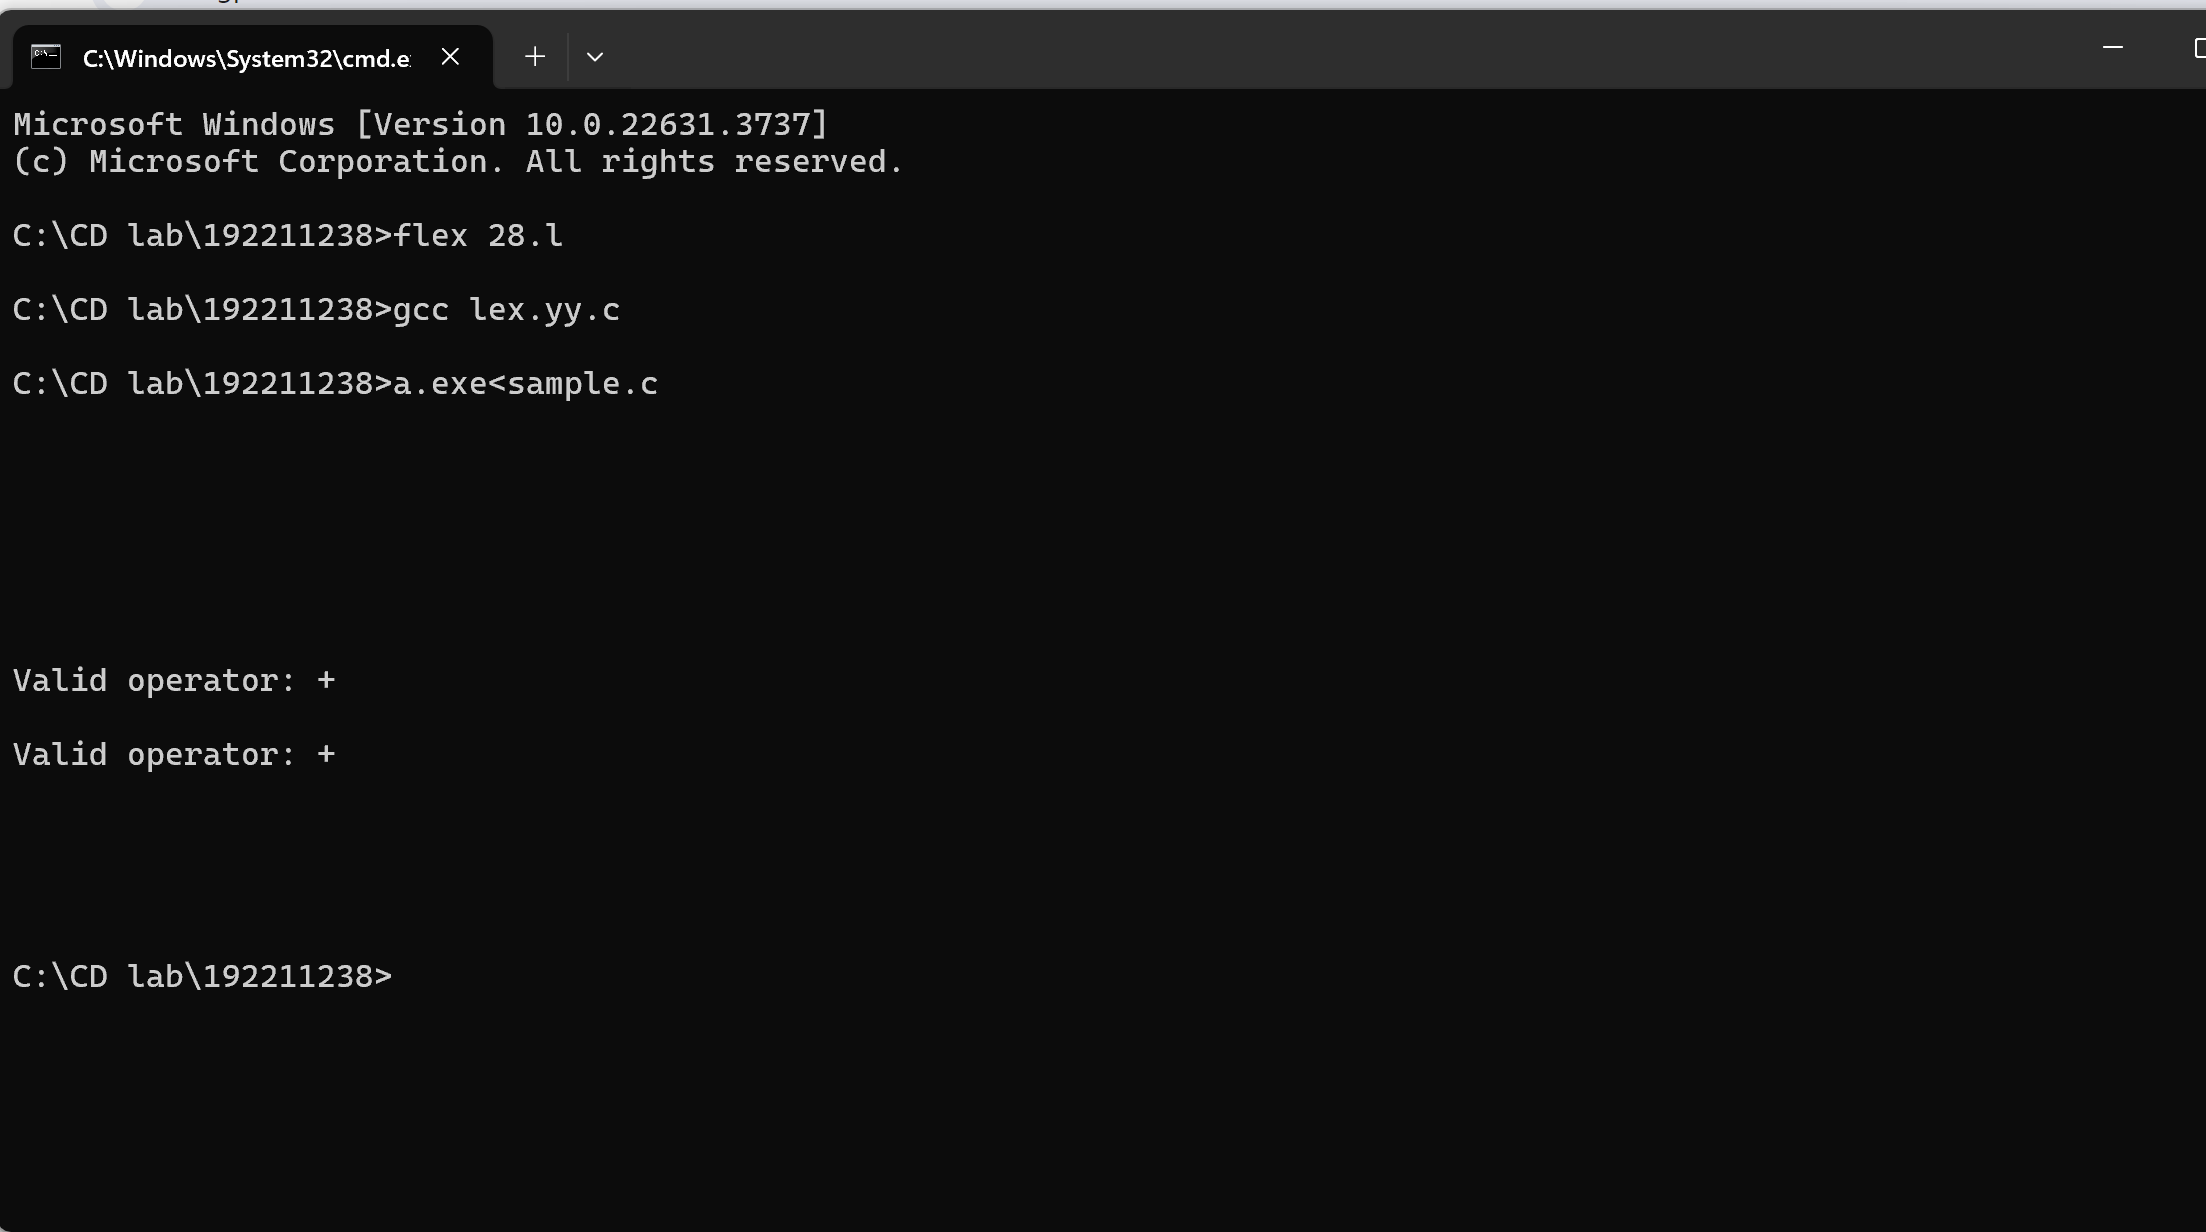 C:\Windows\System32\cmd.e
Microsoft Windows [Version 10.0.22631.3737]
(c) Microsoft Corporation. All rights reserved.
C:\CD lab\192211238>flex 28.l
C:\CD lab\192211238>gcc lex.yy.c
C:\CD lab\192211238>a.exe<sample.c
Valid operator: +
Valid operator: +
C:\CD lab\192211238>